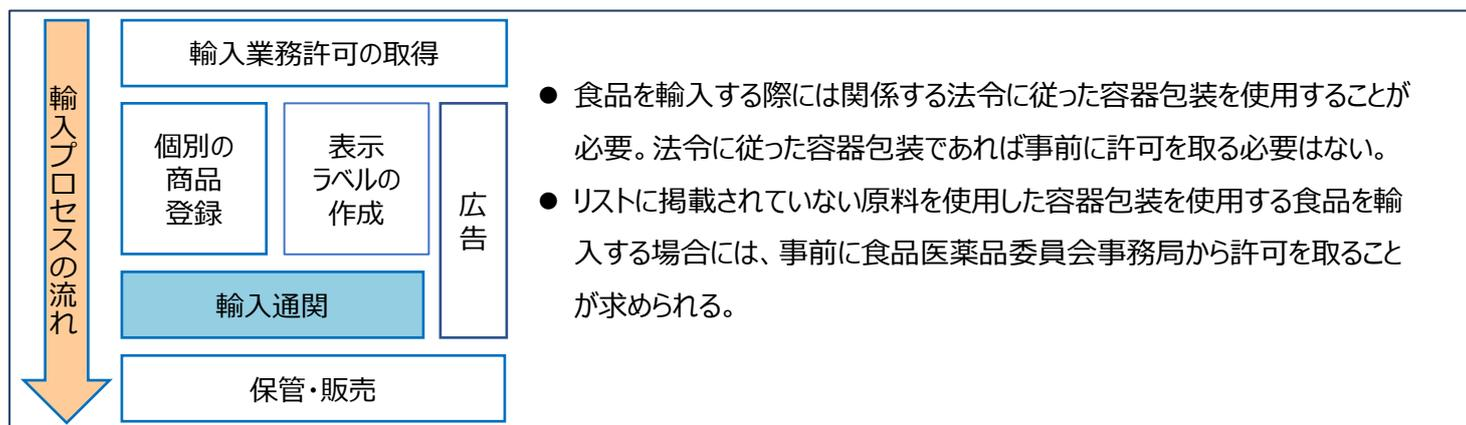 輸入プロセスの流れ
輸入業務許可の取得
個別の
商品
登録
表示
ラベルの
作成
広告
輸入通関
保管・販売
● 食品を輸入する際には関係する法令に従った容器包装を使用することが
必要。法令に従った容器包装であれば事前に許可を取る必要はない。
● リストに掲載されていない原料を使用した容器包装を使用する食品を輸
入する場合には、事前に食品医薬品委員会事務局から許可を取ること
が求められる。